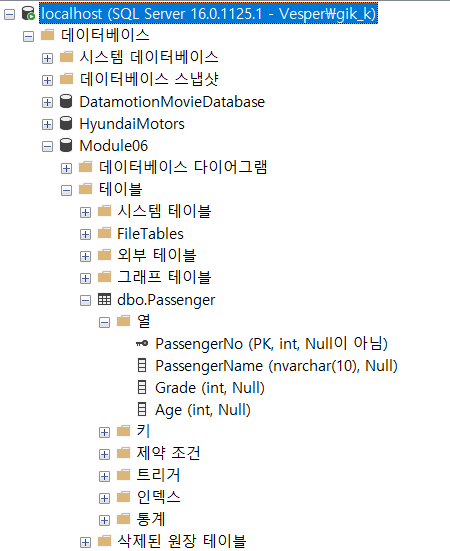 localhost (SQL Server 16.0.1125.1 - Vesper₩gik_k)
데이터베이스
시스템 데이터베이스
데이터베이스 스냅샷
DatamotionMovieDatabase
HyundaiMotors
Module06
데이터베이스 다이어그램
테이블
시스템 테이블
FileTables
외부 테이블
그래프 테이블
dbo.Passenger
열
PassengerNo (PK, int, Null이 아님)
PassengerName (nvarchar(10), Null)
Grade (int, Null)
Age (int, Null)
키
제약 조건
트리거
인덱스
통계
삭제된 원장 테이블